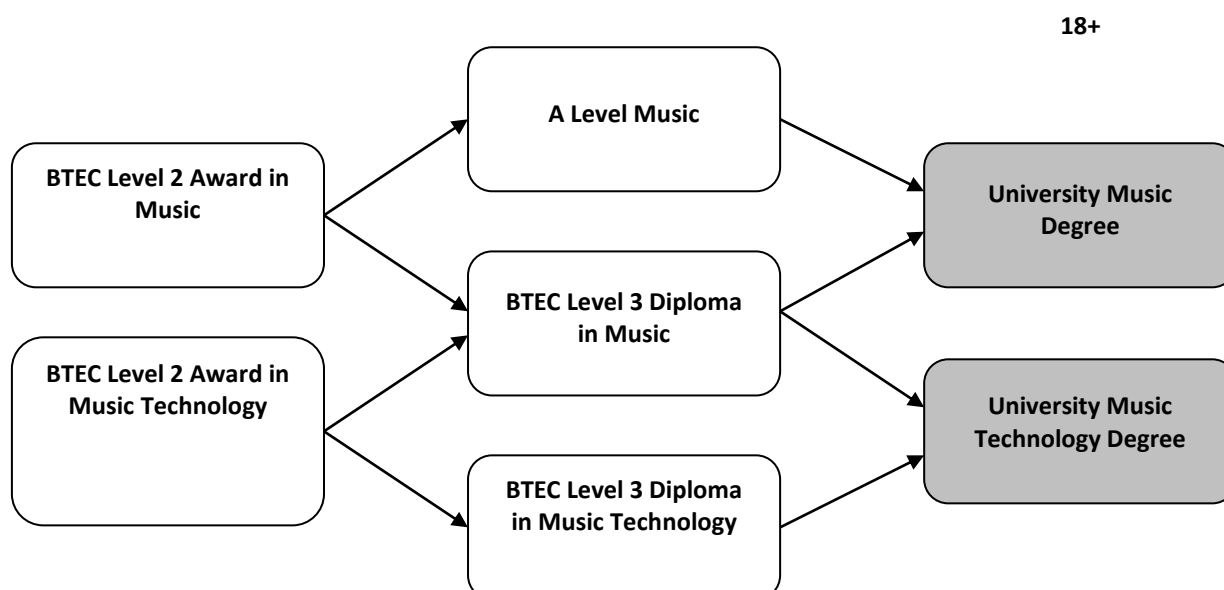 18+
A Level Music
BTEC Level 2 Award in
Music
University Music
Degree
BTEC Level 3 Diploma
in Music
BTEC Level 2 Award in
Music Technology
University Music
Technology Degree
BTEC Level 3 Diploma
in Music Technology